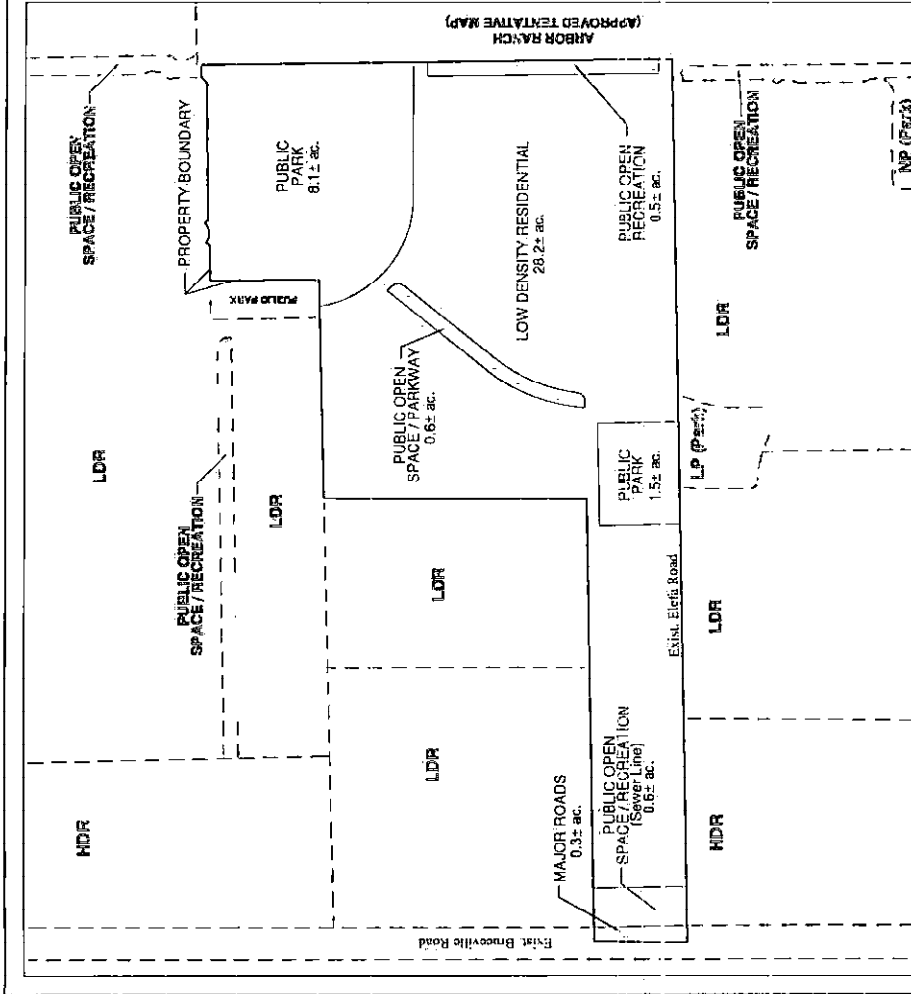 ARBOR RANCH
(APPROVED TENTATIVE MAP)
PUBLIC OPEN
SPACE / RECREATION
PROPERTY BOUNDARY
PUBLIC
PARK
8.1± ac.
PUBLIC PARK
LDR
PUBLIC OPEN
SPACE / RECREATION
LDR
HDR
PUBLIC OPEN
SPACE / PARKWAY
0.6± ac.
LOW DENSITY RESIDENTIAL
28.2± ac.
PUBLIC OPEN
RECREATION
0.5± ac.
PUBLIC OPEN
SPACE / RECREATION
NP (Park)
LDR
LP (Park)
PUBLIC
PARK
1.5± ac.
LDR
LDR
Exist. Elefa Road
LDR
MAJOR ROADS
0.3± ac.
PUBLIC OPEN
SPACE / RECREATION
(Sewer Line)
0.6± ac.
HDR
Exist. Bruceville Road